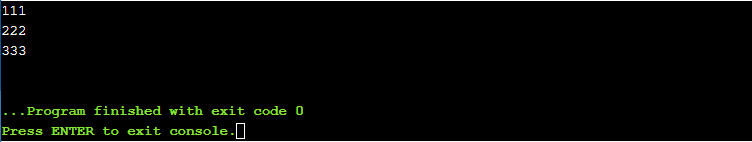 111
222
333
...Program finished with exit code 0
Press ENTER to exit console.